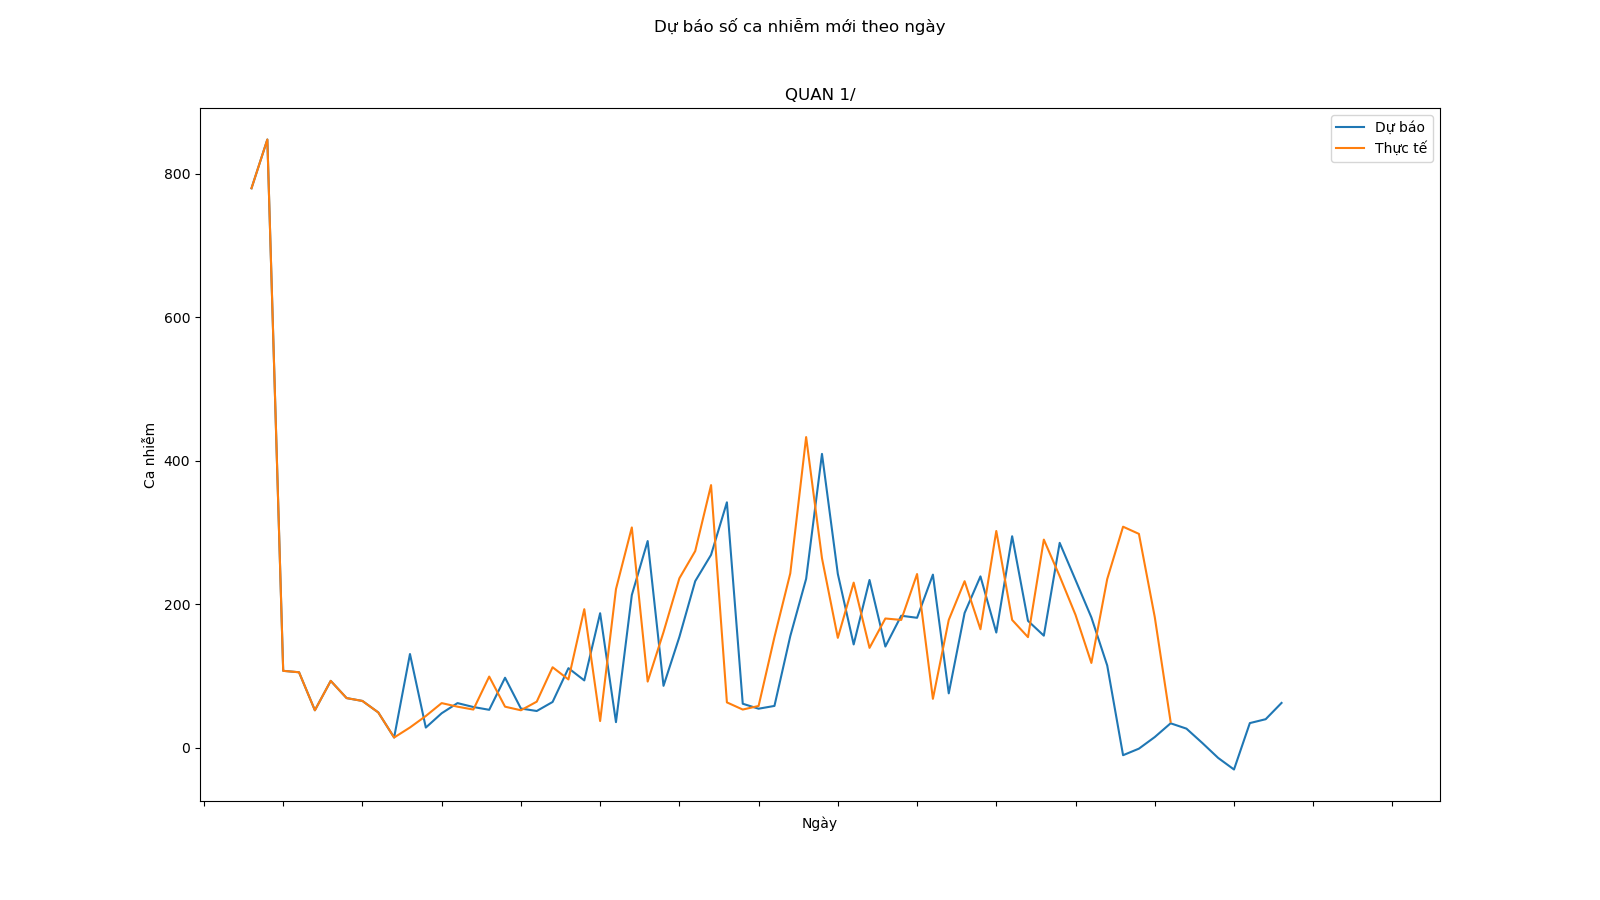 Dự báo số ca nhiễm mới theo ngày
QUAN 1/
Dự báo
Thực tế
800
600
400
200
0
Ca nhiễm
Ngày